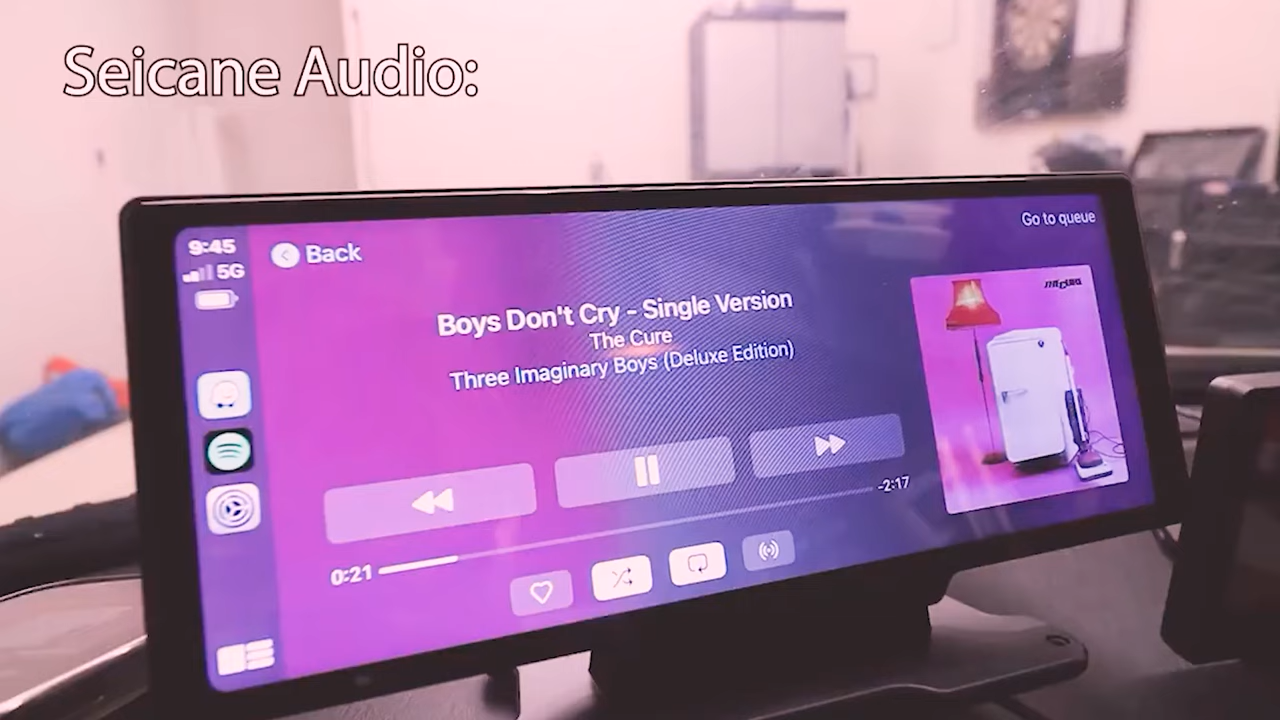 Seicane Audio:
9:45
5G
Back
Go to queue
Boys Don't Cry - Single Version
The Cure
Three Imaginary Boys (Deluxe Edition)
0:21
-2:17